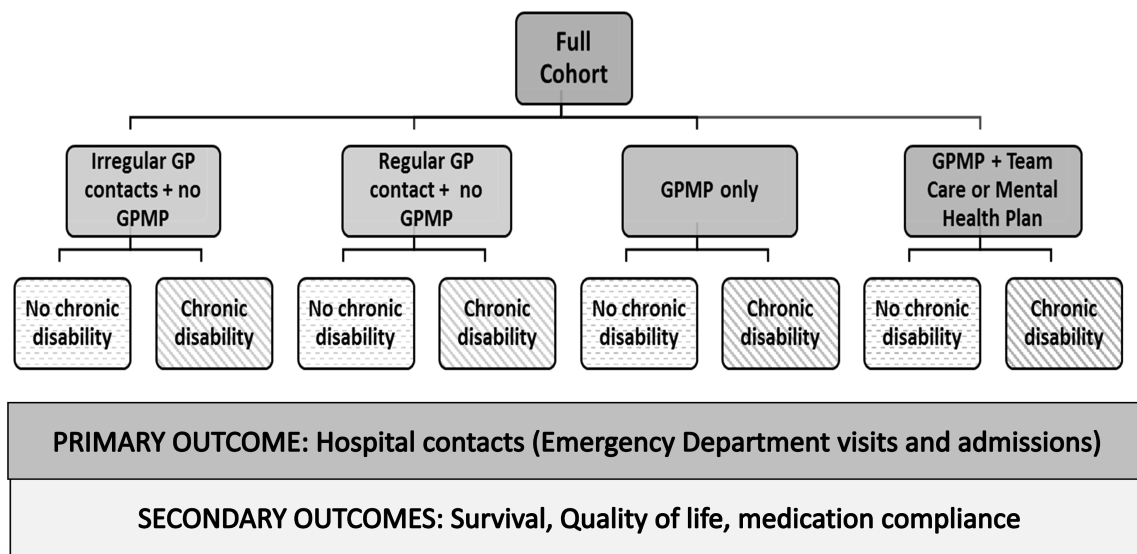 Full
Cohort
Irregular GP
contacts + no
GPMP
Regular GP
contact + no
GPMP
GPMP only
GPMP + Team
Care or Mental
Health Plan
No chronic
disability
Chronic
disability
No chronic
disability
Chronic
disability
No chronic
disability
Chronic
disability
No chronic
disability
Chronic
disability
PRIMARY OUTCOME: Hospital contacts (Emergency Department visits and admissions)
SECONDARY OUTCOMES: Survival, Quality of life, medication compliance